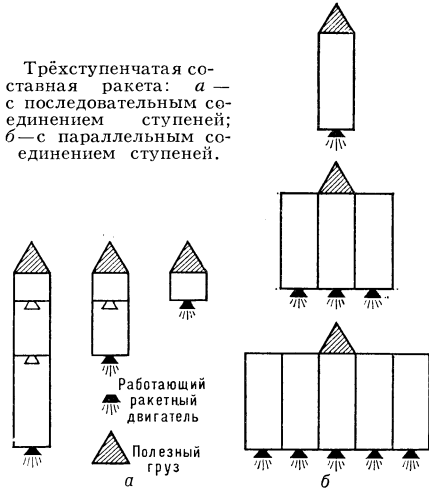 Трёхступенчатая со-
ставная ракета: а —
с последовательным со-
единением ступеней;
б—с параллельным со-
единением ступеней.
Работающий
ракетный
двигатель
Полезный
груз
а
б